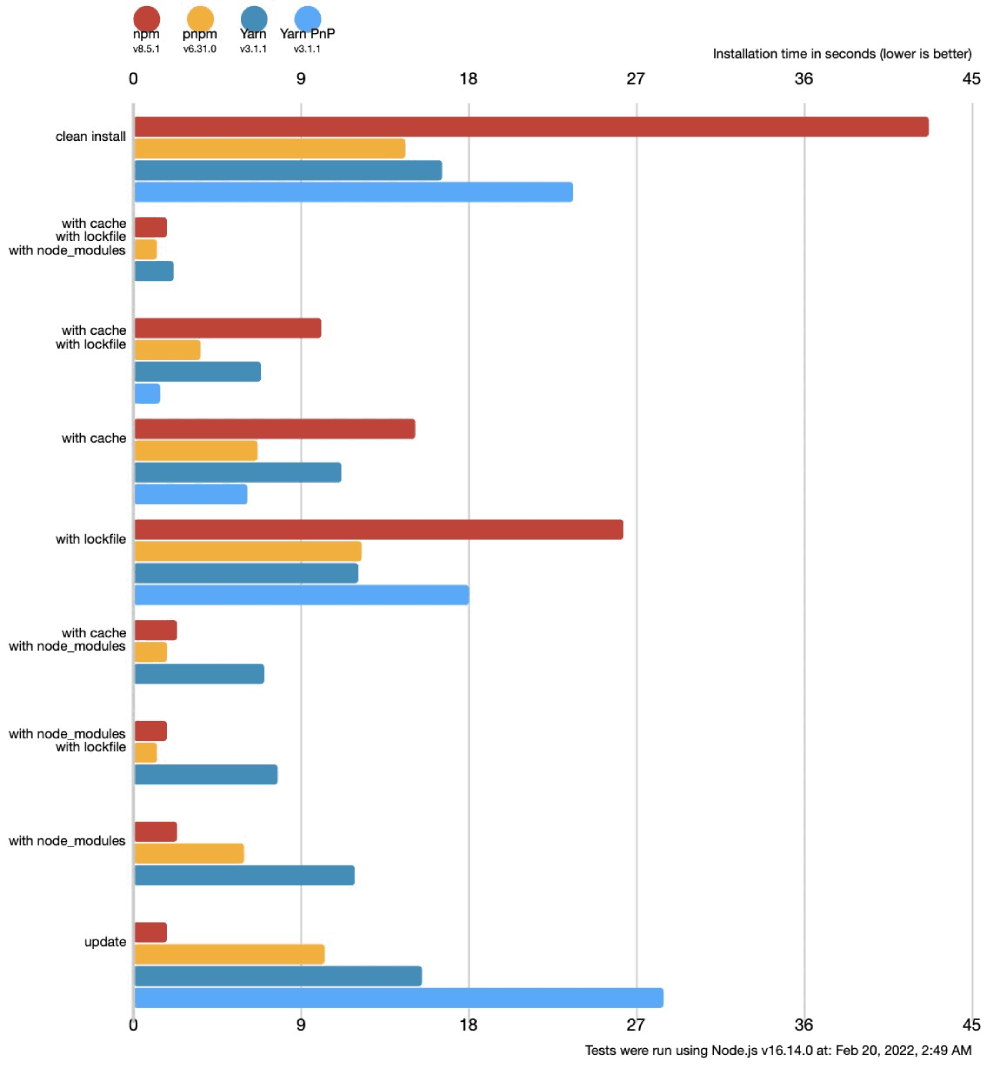 npm pnpm Yarn Yarn PnP
v8.5.1 v6.31.0 v3.1.1 v3.1.1
Installation time in seconds (lower is better)
0 9 18 27 36 45
clean install
with cache
with lockfile
with node_modules
with cache
with lockfile
with cache
with lockfile
with cache
with node_modules
with node_modules
with lockfile
with node_modules
update
0 9 18 27 36 45
Tests were run using Node.js v16.14.0 at: Feb 20, 2022, 2:49 AM